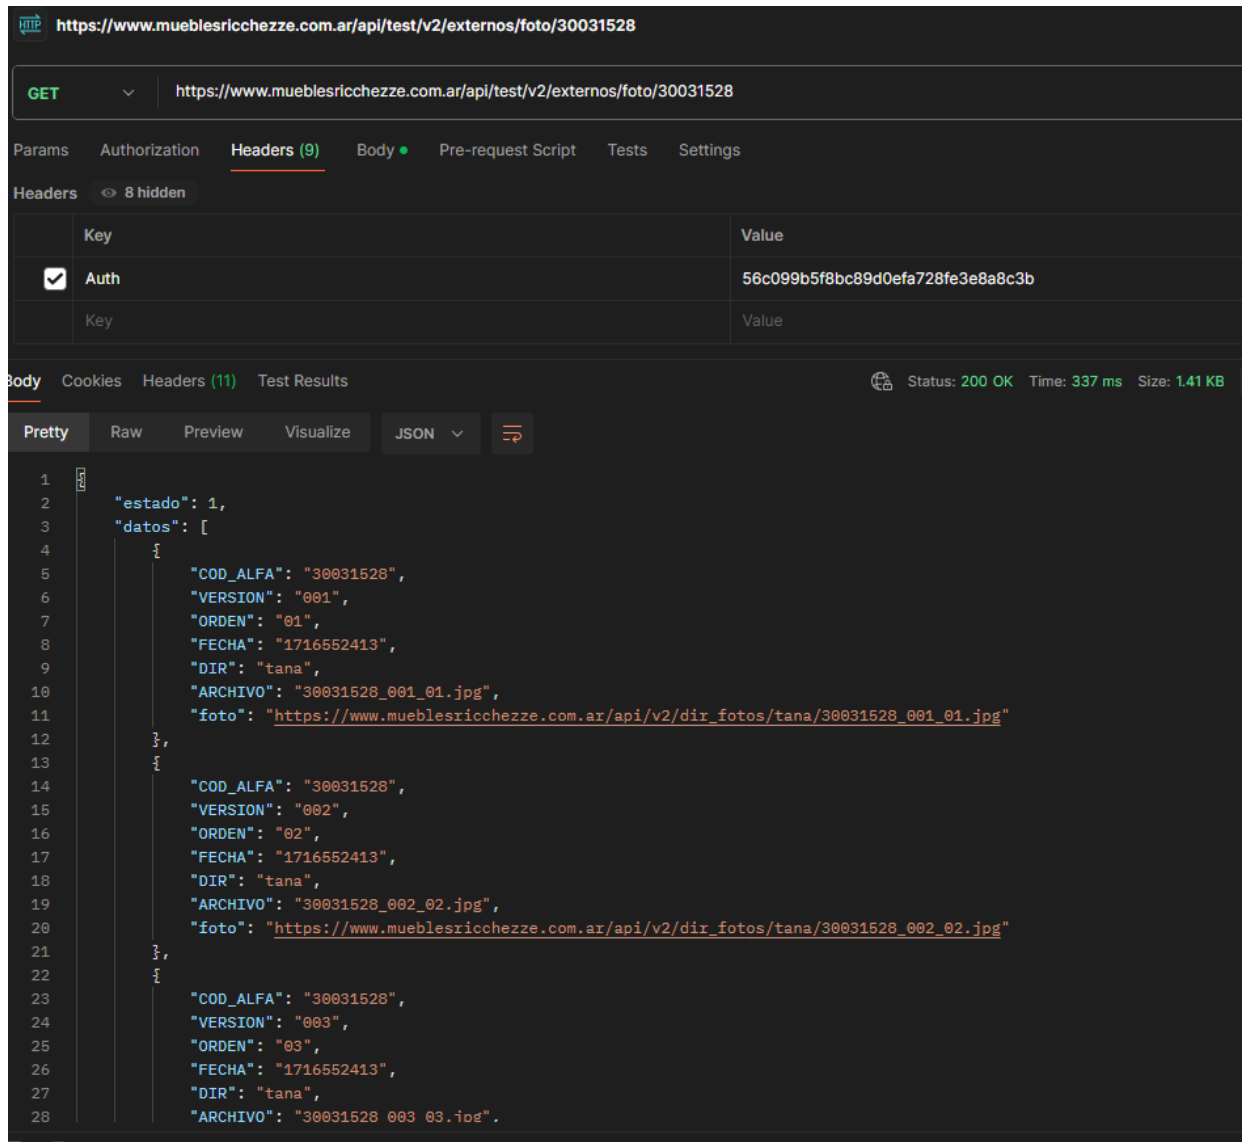 HTTP https://www.mueblesricchezze.com.ar/api/test/v2/externos/foto/30031528
GET https://www.mueblesricchezze.com.ar/api/test/v2/externos/foto/30031528
Params Authorization Headers (9) Body Pre-request Script Tests Settings
Headers 8 hidden
Key Value
Auth 56c099b5f8bc89d0efa728fe3e8a8c3b
Key Value
Body Cookies Headers (11) Test Results Status: 200 OK Time: 337 ms Size: 1.41 KB
Pretty Raw Preview Visualize JSON
1 {
2 "estado": 1,
3 "datos": [
4 {
5 "COD_ALFA": "30031528",
6 "VERSION": "001",
7 "ORDEN": "01",
8 "FECHA": "1716552413",
9 "DIR": "tana",
10 "ARCHIVO": "30031528_001_01.jpg",
11 "foto": "https://www.mueblesricchezze.com.ar/api/v2/dir_fotos/tana/30031528_001_01.jpg"
12 },
13 {
14 "COD_ALFA": "30031528",
15 "VERSION": "002",
16 "ORDEN": "02",
17 "FECHA": "1716552413",
18 "DIR": "tana",
19 "ARCHIVO": "30031528_002_02.jpg",
20 "foto": "https://www.mueblesricchezze.com.ar/api/v2/dir_fotos/tana/30031528_002_02.jpg"
21 },
22 {
23 "COD_ALFA": "30031528",
24 "VERSION": "003",
25 "ORDEN": "03",
26 "FECHA": "1716552413",
27 "DIR": "tana",
28 "ARCHIVO": "30031528_003_03.jpg",